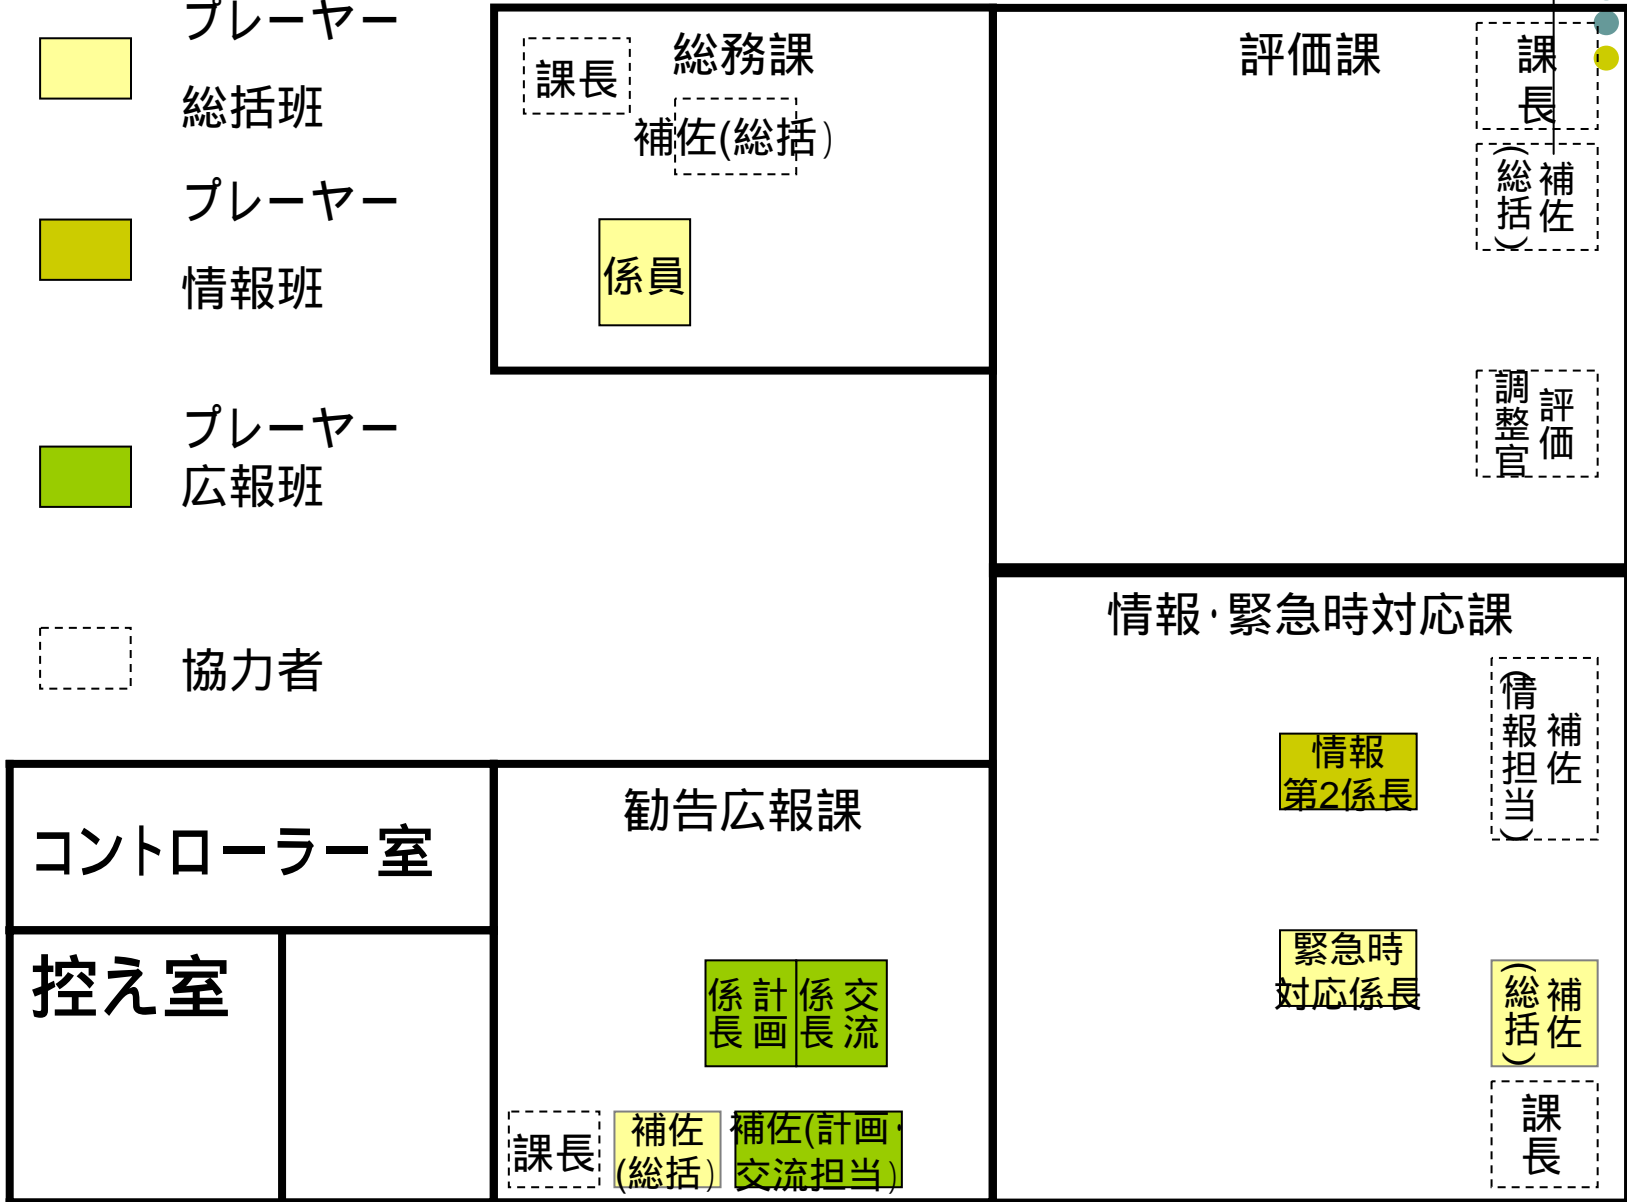 プレーヤー
総括班
プレーヤー
情報班
プレーヤー
広報班
協力者
総務課
課長
補佐(総括)
係員
評価課
課長
補佐
(総括)
評価
調整官
情報・緊急時対応課
補佐
(情報担当)
情報
第2係長
緊急時
対応係長
補佐
(総括)
課長
コントローラー室
控え室
勧告広報課
計画
係長
交流
係長
課長
補佐
(総括)
補佐(計画・
交流担当)